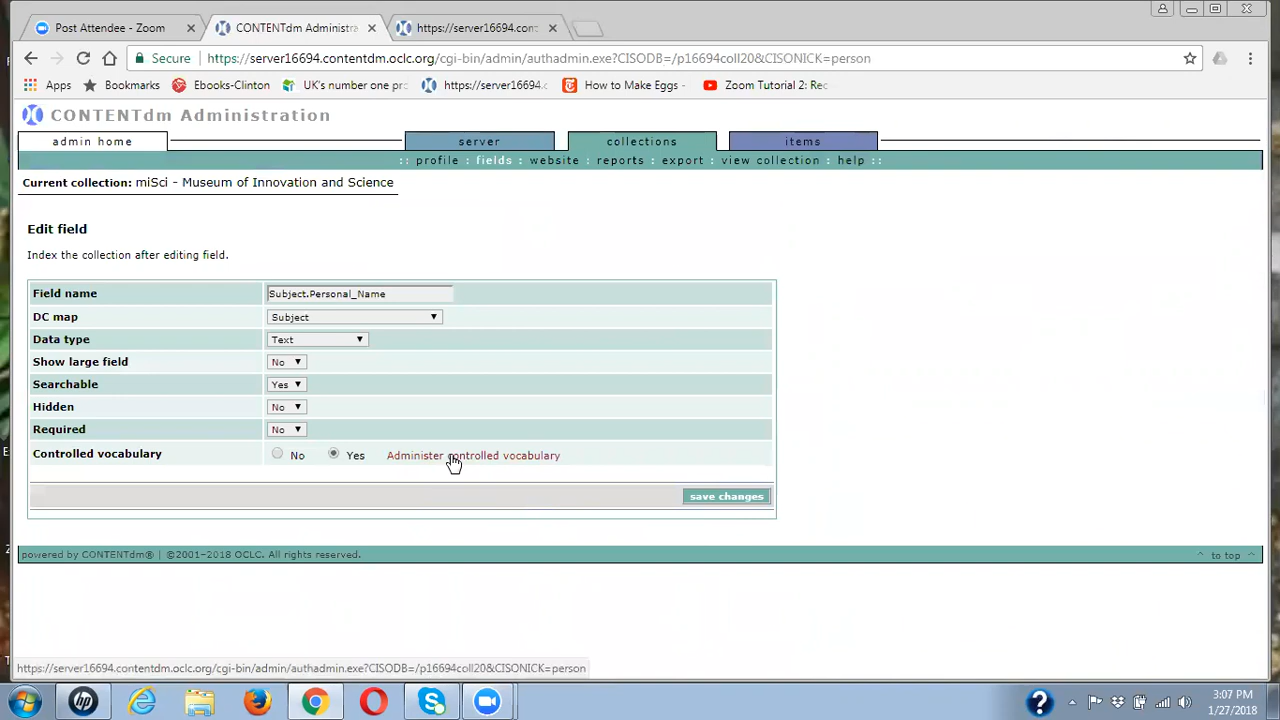 Post Attendee - Zoom
CONTENTdm Administra
https://server16694.conte
Secure
https://server16694.contentdm.oclc.org/cgi-bin/admin/authadmin.exe?CISODB=/p16694coll20&CISONICK=person
Apps
Bookmarks
Ebooks-Clinton
UK's number one pr
https://server16694.c
How to Make Eggs -
Zoom Tutorial 2: Rec
CONTENTdm Administration
admin home
server
collections
items
:: profile : fields : website : reports : export : view collection : help ::
Current collection: miSci - Museum of Innovation and Science
Edit field
Index the collection after editing field.
Field name Subject.Personal_Name
DC map Subject
Data type Text
Show large field No
Searchable Yes
Hidden No
Required No
Controlled vocabulary No Yes Administer controlled vocabulary
save changes
powered by CONTENTdm® | ©2001-2018 OCLC. All rights reserved.
^ to top ^
https://server16694.contentdm.oclc.org/cgi-bin/admin/authadmin.exe?CISODB=/p16694coll20&CISONICK=person
3:07 PM
1/27/2018